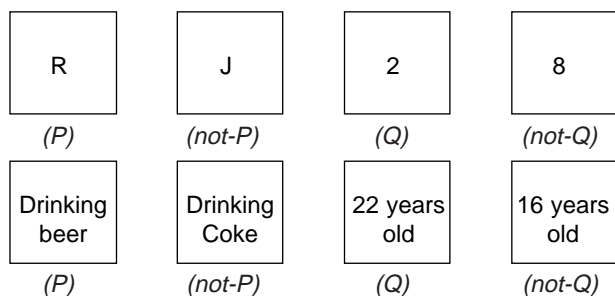 R J 2 8
(P) (not-P) (Q) (not-Q)
Drinking Drinking 22 years 16 years
beer Coke old old
(P) (not-P) (Q) (not-Q)